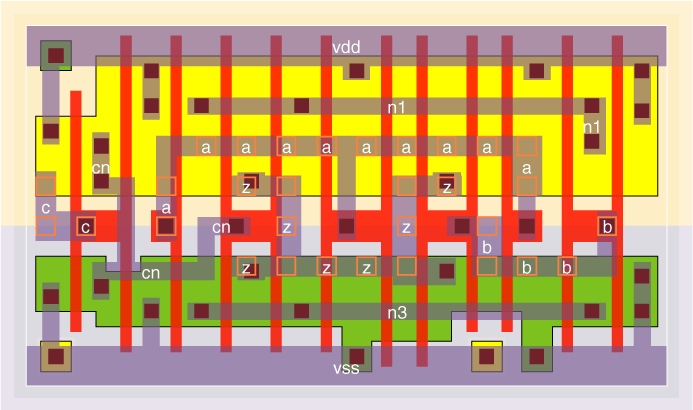 vdd
n1
n1
a a a a a a a a
cn
a
z z
c a
c cn z z b
b
cn z z z b b
n3
vss